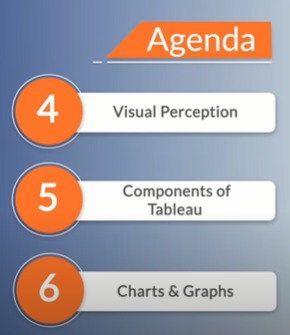 Agenda
4
Visual Perception
5
Components of
Tableau
6
Charts & Graphs